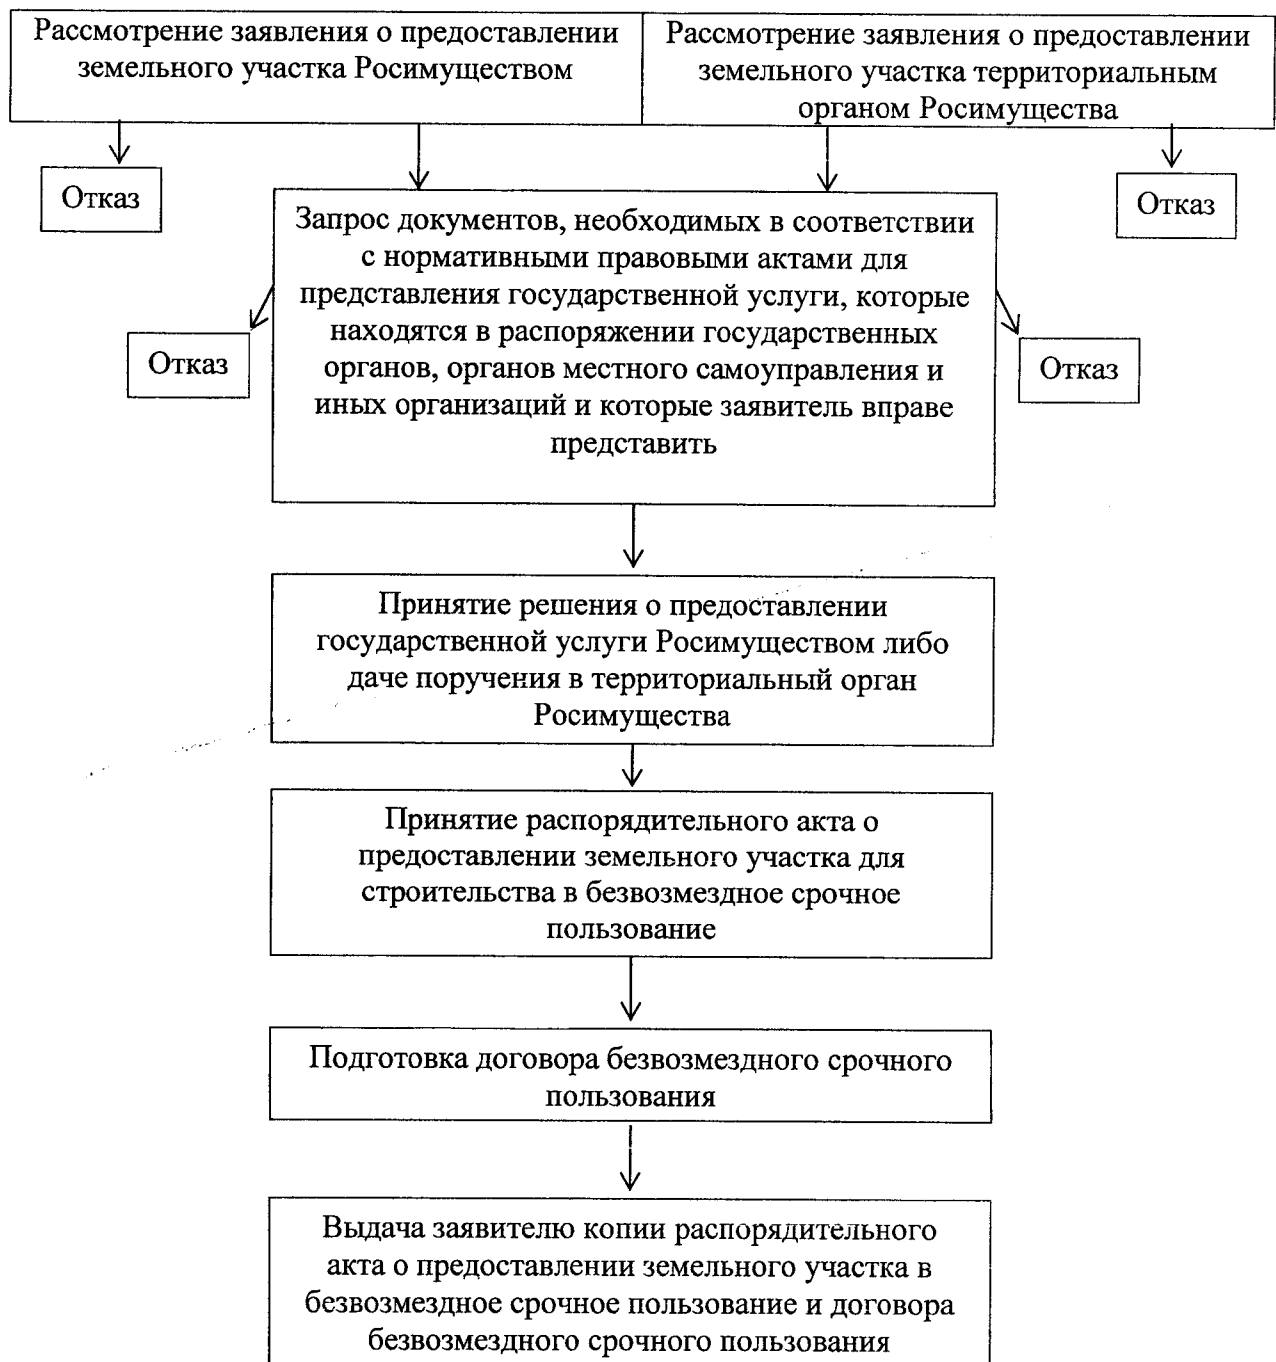 Рассмотрение заявления о предоставлении
земельного участка Росимуществом
Рассмотрение заявления о предоставлении
земельного участка территориальным
органом Росимущества
Отказ
Отказ
Запрос документов, необходимых в соответствии
с нормативными правовыми актами для
представления государственной услуги, которые
находятся в распоряжении государственных
органов, органов местного самоуправления и
иных организаций и которые заявитель вправе
представить
Отказ
Отказ
Принятие решения о предоставлении
государственной услуги Росимуществом либо
даче поручения в территориальный орган
Росимущества
Принятие распорядительного акта о
предоставлении земельного участка для
строительства в безвозмездное срочное
пользование
Подготовка договора безвозмездного срочного
пользования
Выдача заявителю копии распорядительного
акта о предоставлении земельного участка в
безвозмездное срочное пользование и договора
безвозмездного срочного пользования